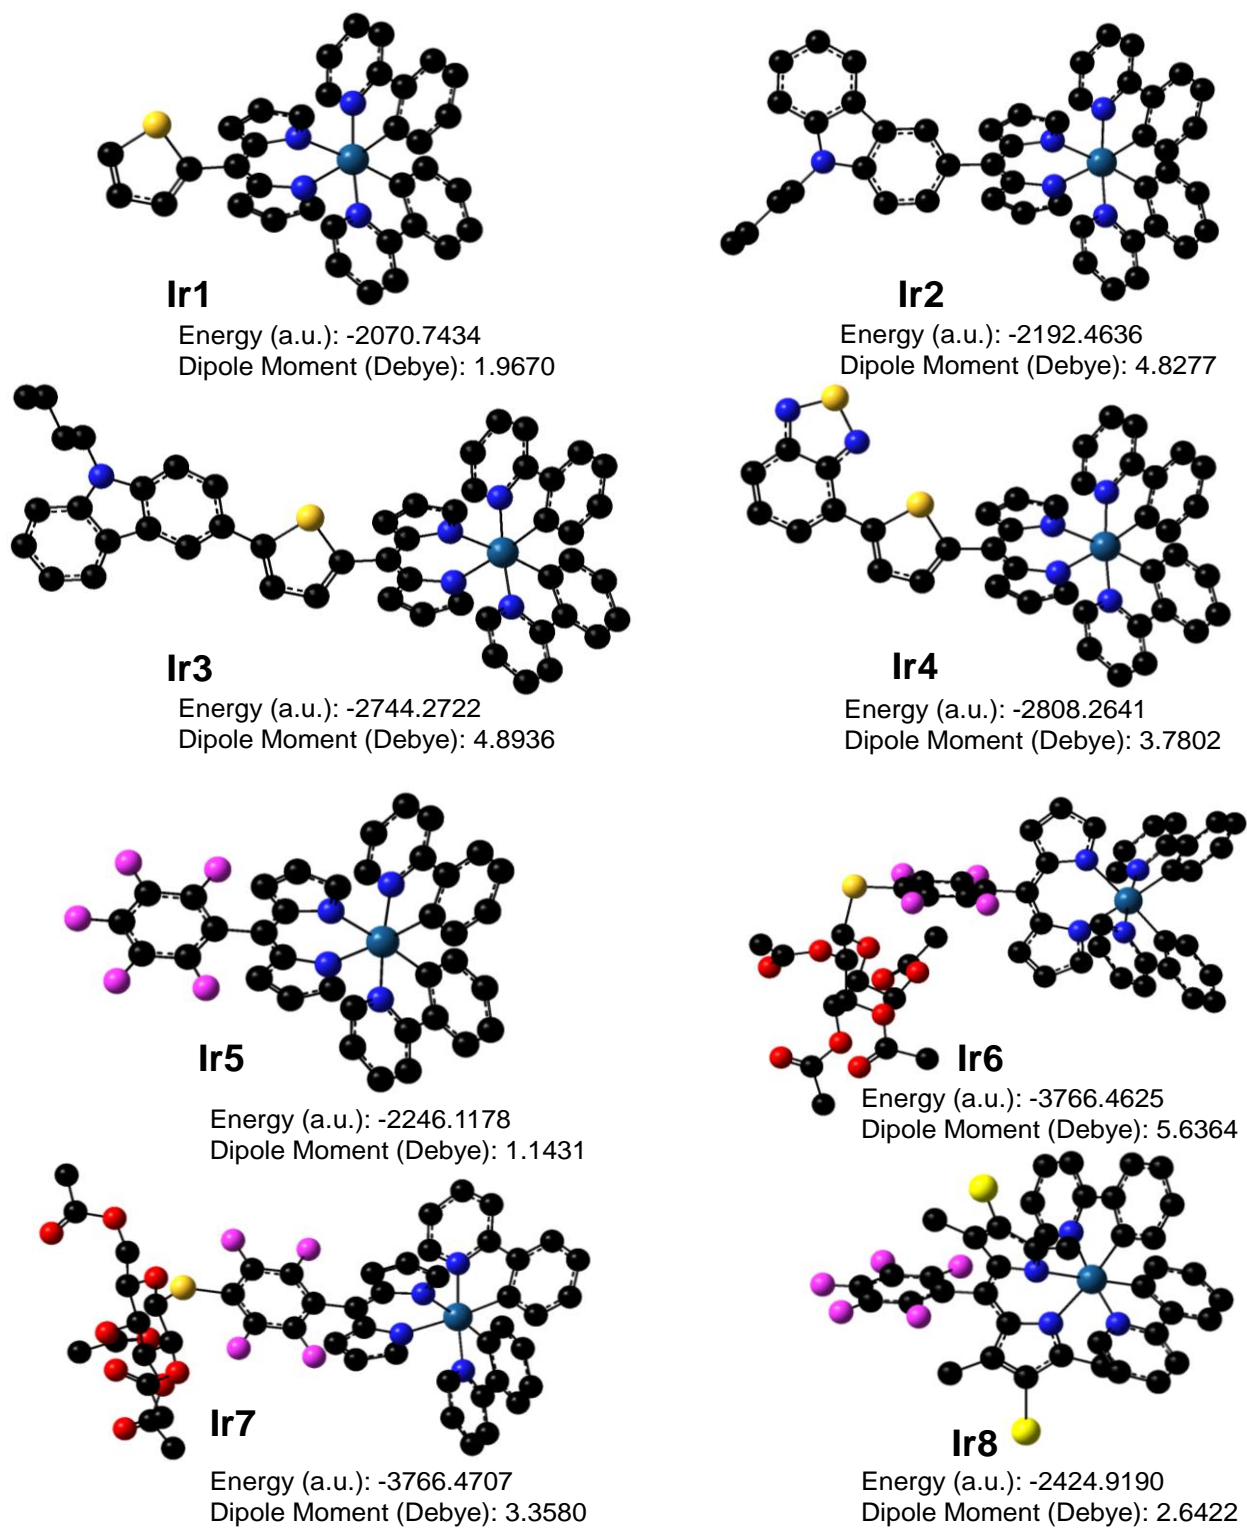 Ir1
Energy (a.u.): -2070.7434
Dipole Moment (Debye): 1.9670
Ir2
Energy (a.u.): -2192.4636
Dipole Moment (Debye): 4.8277
Ir3
Energy (a.u.): -2744.2722
Dipole Moment (Debye): 4.8936
Ir4
Energy (a.u.): -2808.2641
Dipole Moment (Debye): 3.7802
Ir5
Energy (a.u.): -2246.1178
Dipole Moment (Debye): 1.1431
Ir6
Energy (a.u.): -3766.4625
Dipole Moment (Debye): 5.6364
Ir7
Energy (a.u.): -3766.4707
Dipole Moment (Debye): 3.3580
Ir8
Energy (a.u.): -2424.9190
Dipole Moment (Debye): 2.6422